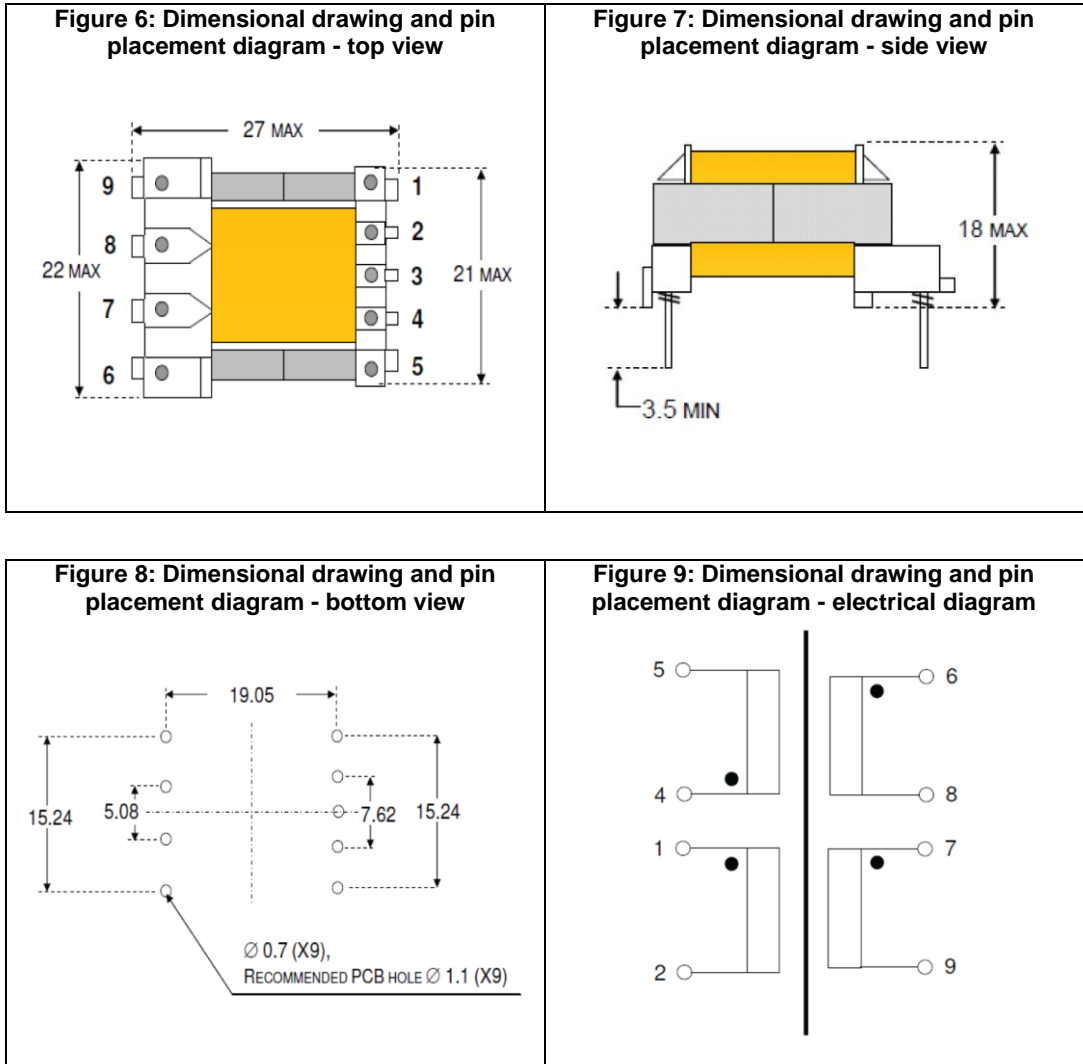 Figure 6: Dimensional drawing and pin
placement diagram - top view
27 MAX
9
1
8
2
22 MAX
3
21 MAX
7
4
6
5
Figure 7: Dimensional drawing and pin
placement diagram - side view
18 MAX
3.5 MIN
Figure 8: Dimensional drawing and pin
placement diagram - bottom view
19.05
15.24
5.08
7.62
15.24
Ø 0.7 (X9),
RECOMMENDED PCB HOLE Ø 1.1 (X9)
Figure 9: Dimensional drawing and pin
placement diagram - electrical diagram
5
6
4
8
1
7
2
9